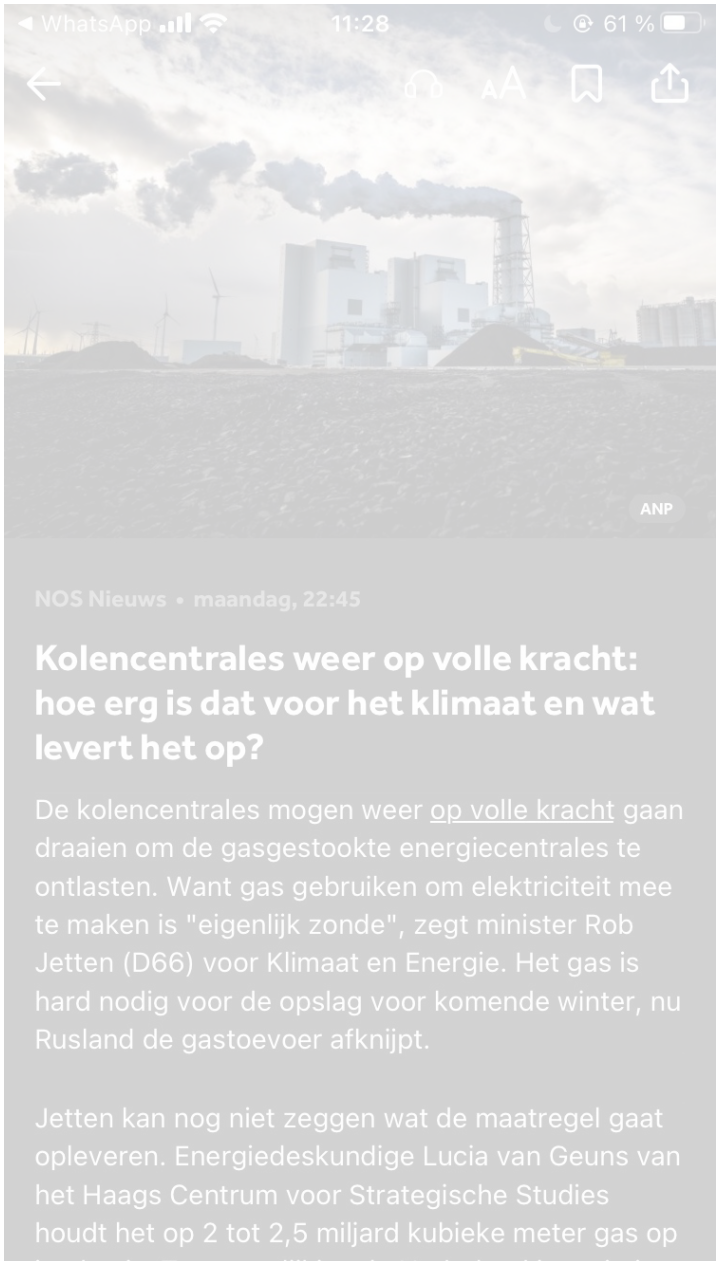 WhatsApp 11:28 61 %
AA
ANP
NOS Nieuws • maandag, 22:45
Kolencentrales weer op volle kracht:
hoe erg is dat voor het klimaat en wat
levert het op?
De kolencentrales mogen weer op volle kracht gaan
draaien om de gasgestookte energiecentrales te
ontlasten. Want gas gebruiken om elektriciteit mee
te maken is "eigenlijk zonde", zegt minister Rob
Jetten (D66) voor Klimaat en Energie. Het gas is
hard nodig voor de opslag voor komende winter, nu
Rusland de gastoevoer afknijpt.
Jetten kan nog niet zeggen wat de maatregel gaat
opleveren. Energiedeskundige Lucia van Geuns van
het Haags Centrum voor Strategische Studies
houdt het op 2 tot 2,5 miljard kubieke meter gas op